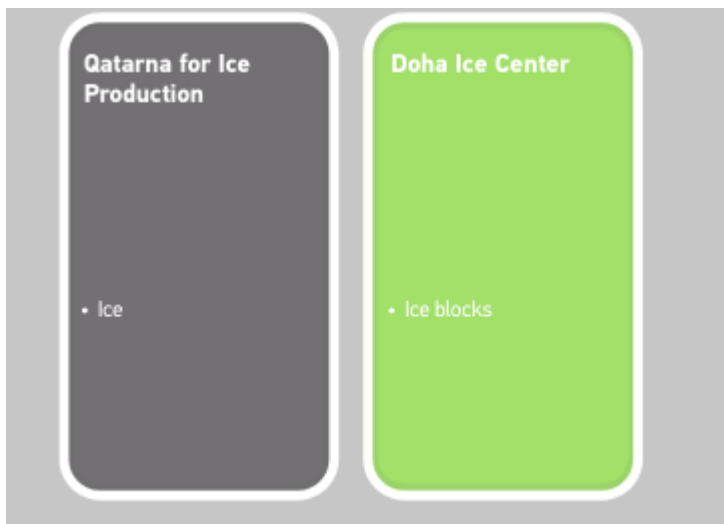 Qatarna for Ice
Production
• Ice
Doha Ice Center
• Ice blocks